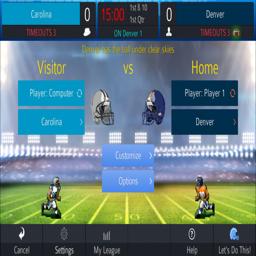 Carolina 0 15:00 1st & 10 1st Qtr 0 Denver
TIMEOUTS 3 ON Denver 1 TIMEOUTS 3
Denver has the ball under clear skies
Visitor vs Home
Player: Computer Player: Player 1
Carolina Denver
Customize
Options
Cancel Settings My League Help Let's Do This!